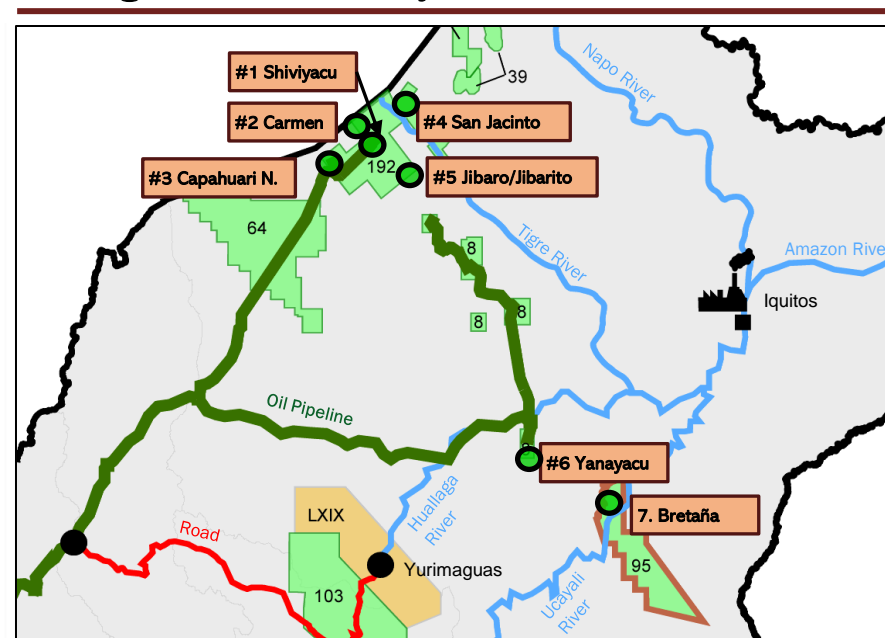 39
#1 Shiviyacu
#2 Carmen
#4 San Jacinto
#3 Capahuari N.
192
#5 Jibaro/Jibarito
Napo River
64
8
8
8
Tigre River
Amazon Rive
Iquitos
Oil Pipeline
#6 Yanayacu
7. Bretaña
95
LXIX
Huallaga
River
Road
Yurimaguas
103
Ucayali
River